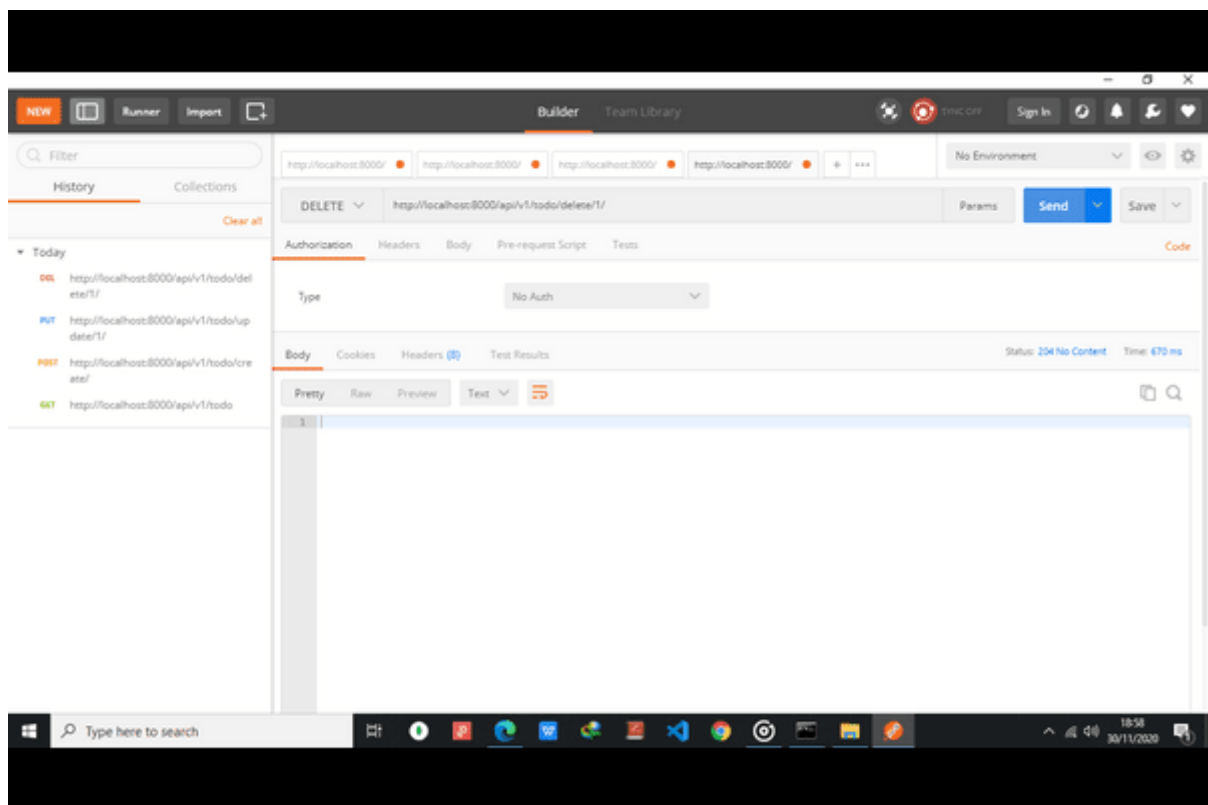 NEW Runner Import Builder Team Library SYNC OFF Sign In
Filter
History Collections
Clear all
Today
DEL http://localhost:8000/api/v1/todo/del
ete/1/
PUT http://localhost:8000/api/v1/todo/up
date/1/
POST http://localhost:8000/api/v1/todo/cre
ate/
GET http://localhost:8000/api/v1/todo
http://localhost:8000/ http://localhost:8000/ http://localhost:8000/ http://localhost:8000/ + ••• No Environment
DELETE http://localhost:8000/api/v1/todo/delete/1/ Params Send Save
Authorization Headers Body Pre-request Script Tests Code
Type No Auth
Body Cookies Headers (8) Test Results Status: 204 No Content Time: 670 ms
Pretty Raw Preview Text
1
Type here to search 18:58
30/11/2020